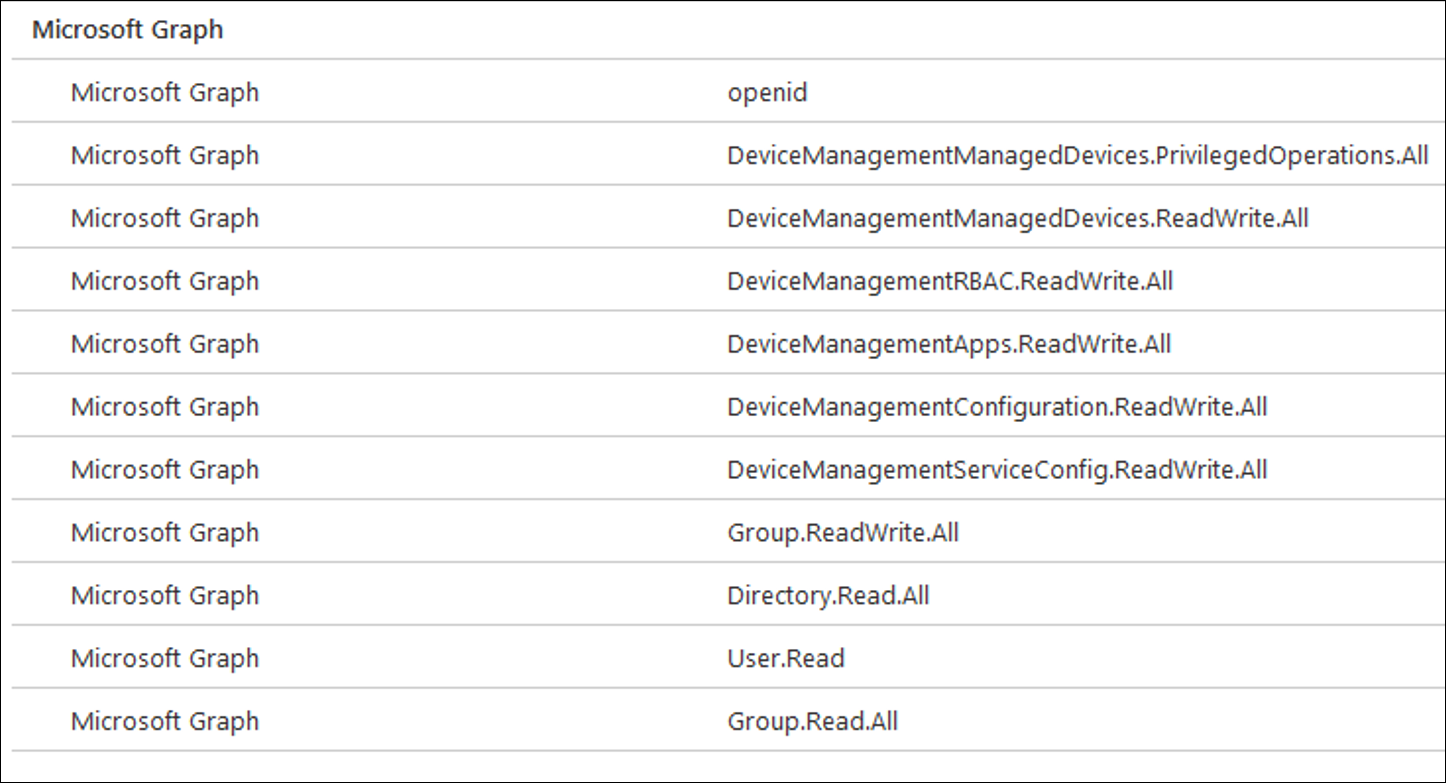 Microsoft Graph
Microsoft Graph openid
Microsoft Graph DeviceManagementManagedDevices.PrivilegedOperations.All
Microsoft Graph DeviceManagementManagedDevices.ReadWrite.All
Microsoft Graph DeviceManagementRBAC.ReadWrite.All
Microsoft Graph DeviceManagementApps.ReadWrite.All
Microsoft Graph DeviceManagementConfiguration.ReadWrite.All
Microsoft Graph DeviceManagementServiceConfig.ReadWrite.All
Microsoft Graph Group.ReadWrite.All
Microsoft Graph Directory.Read.All
Microsoft Graph User.Read
Microsoft Graph Group.Read.All